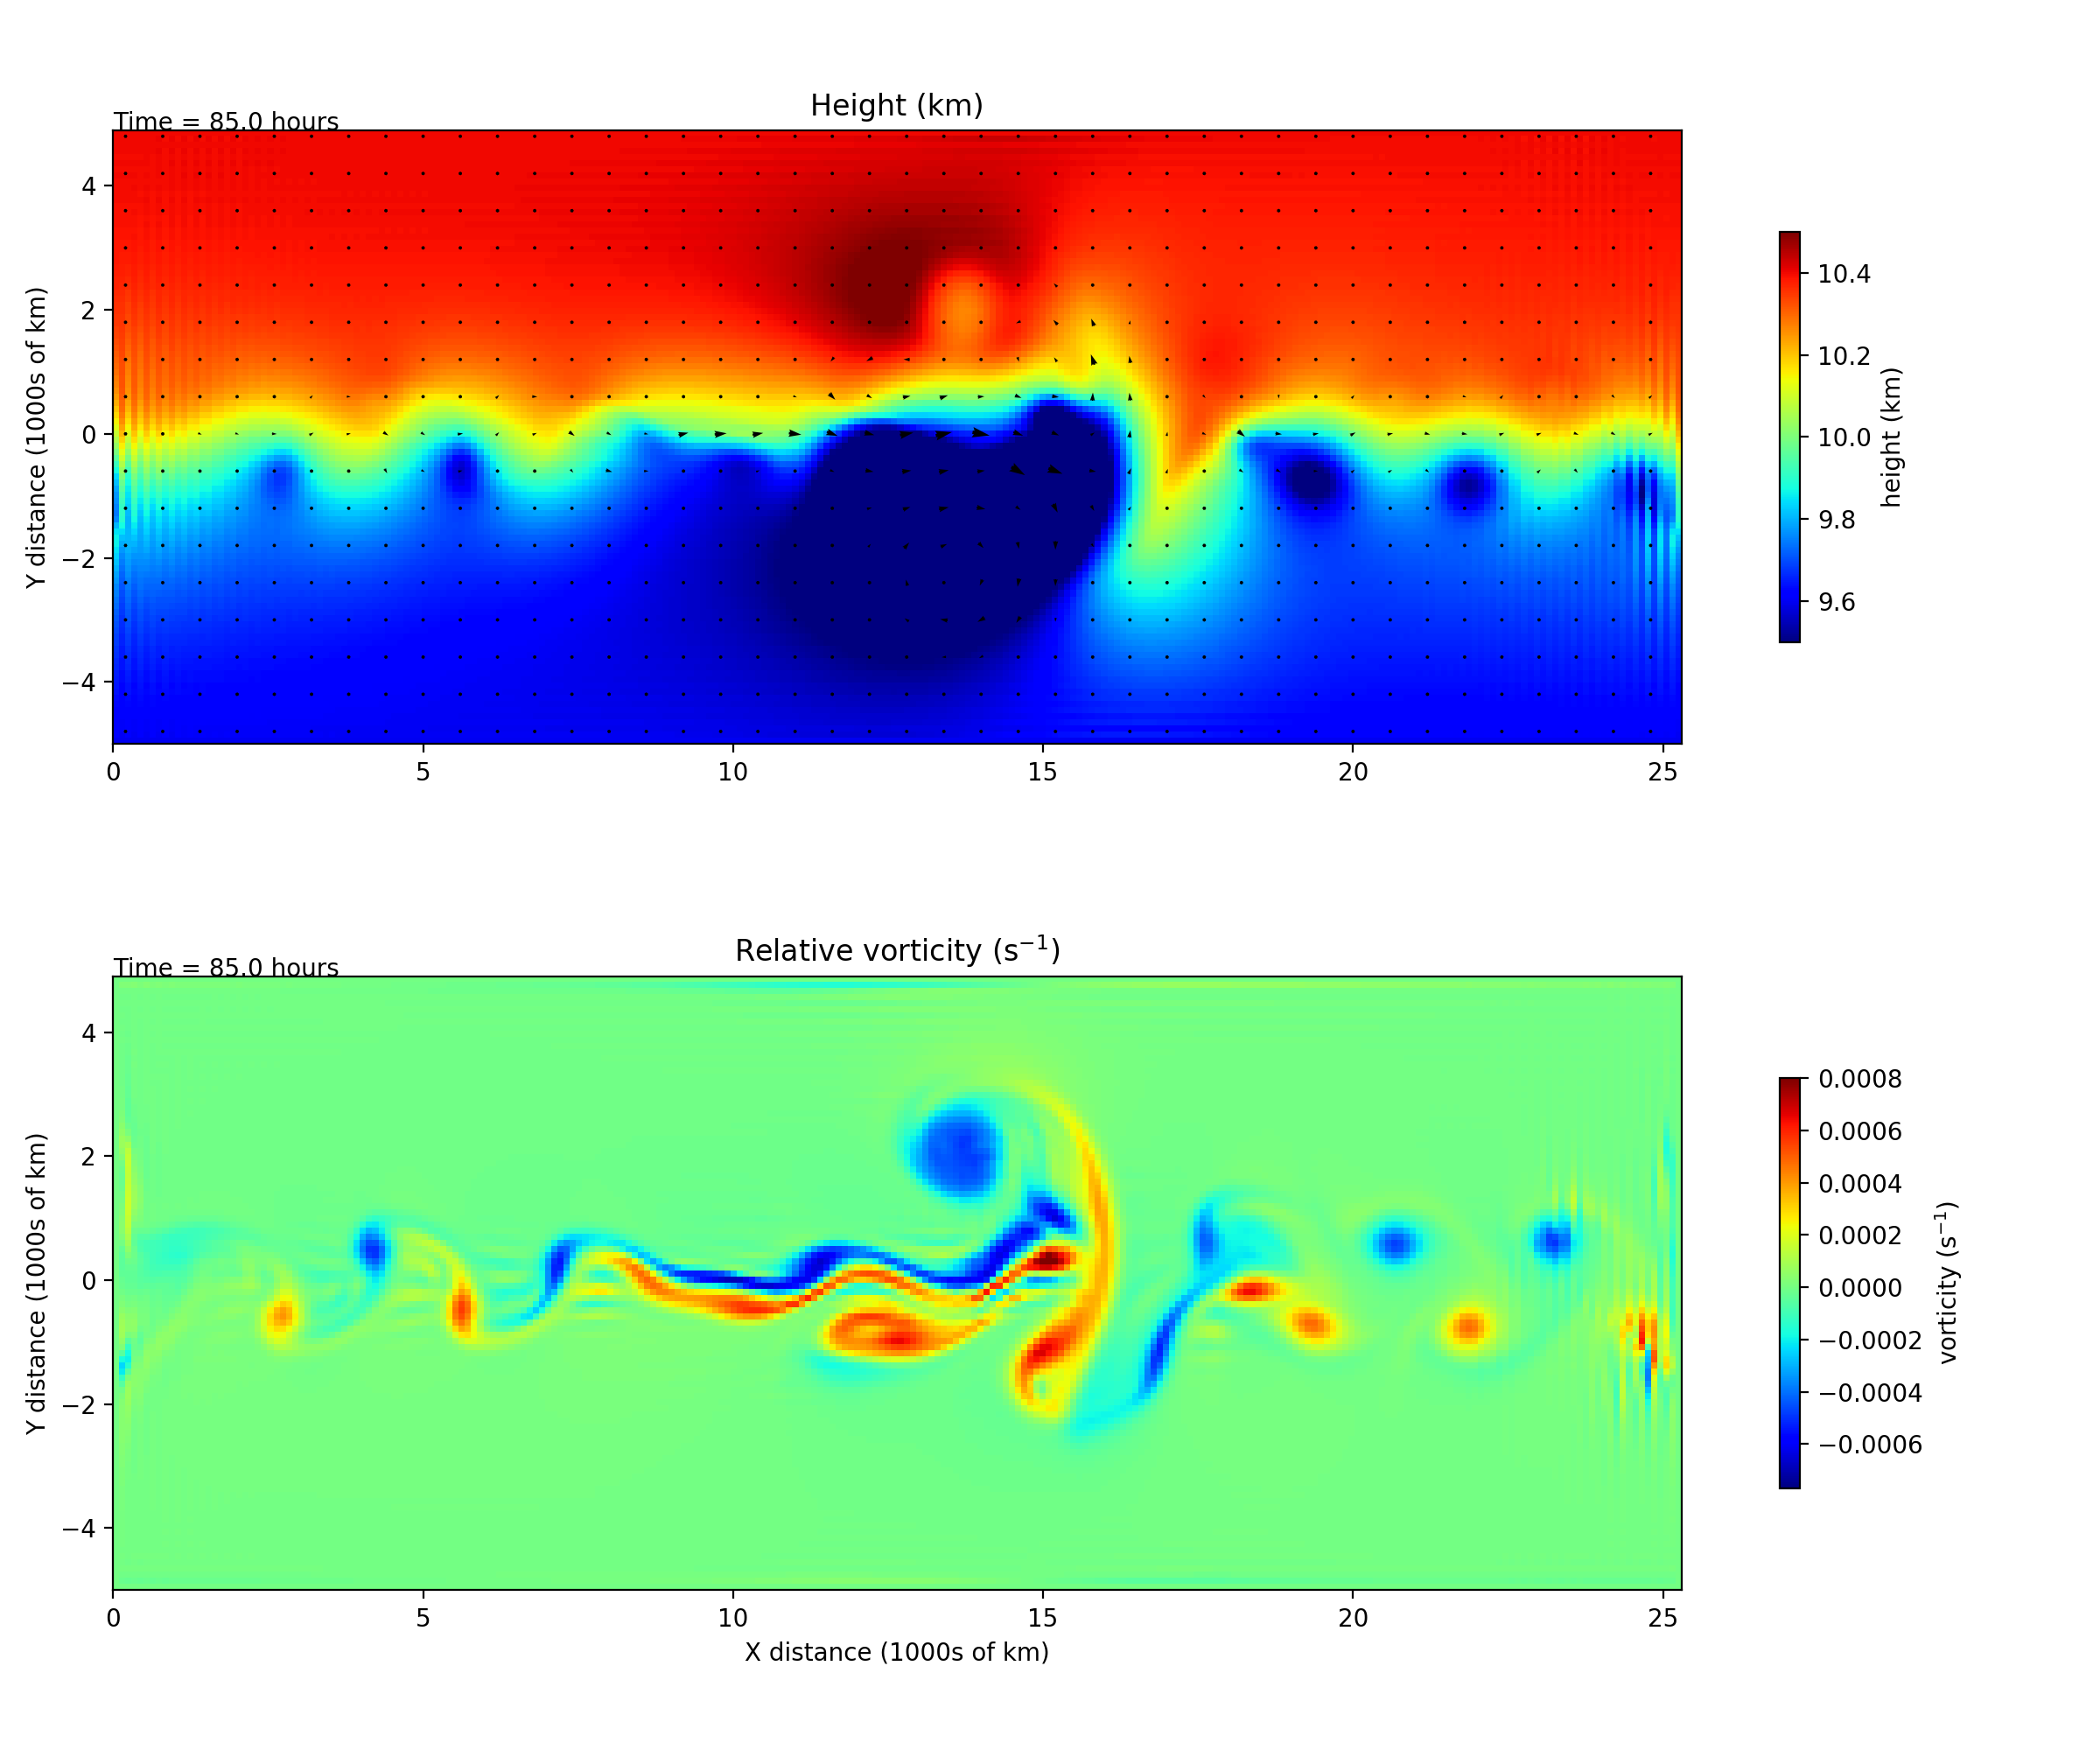 Height (km)
Time = 85.0 hours
Y distance (1000s of km)
4
2
0
−2
−4
0 5 10 15 20 25
10.4
10.2
10.0
9.8
9.6
height (km)
Relative vorticity (s⁻¹)
Time = 85.0 hours
Y distance (1000s of km)
4
2
0
−2
−4
0 5 10 15 20 25
X distance (1000s of km)
0.0008
0.0006
0.0004
0.0002
0.0000
−0.0002
−0.0004
−0.0006
vorticity (s⁻¹)